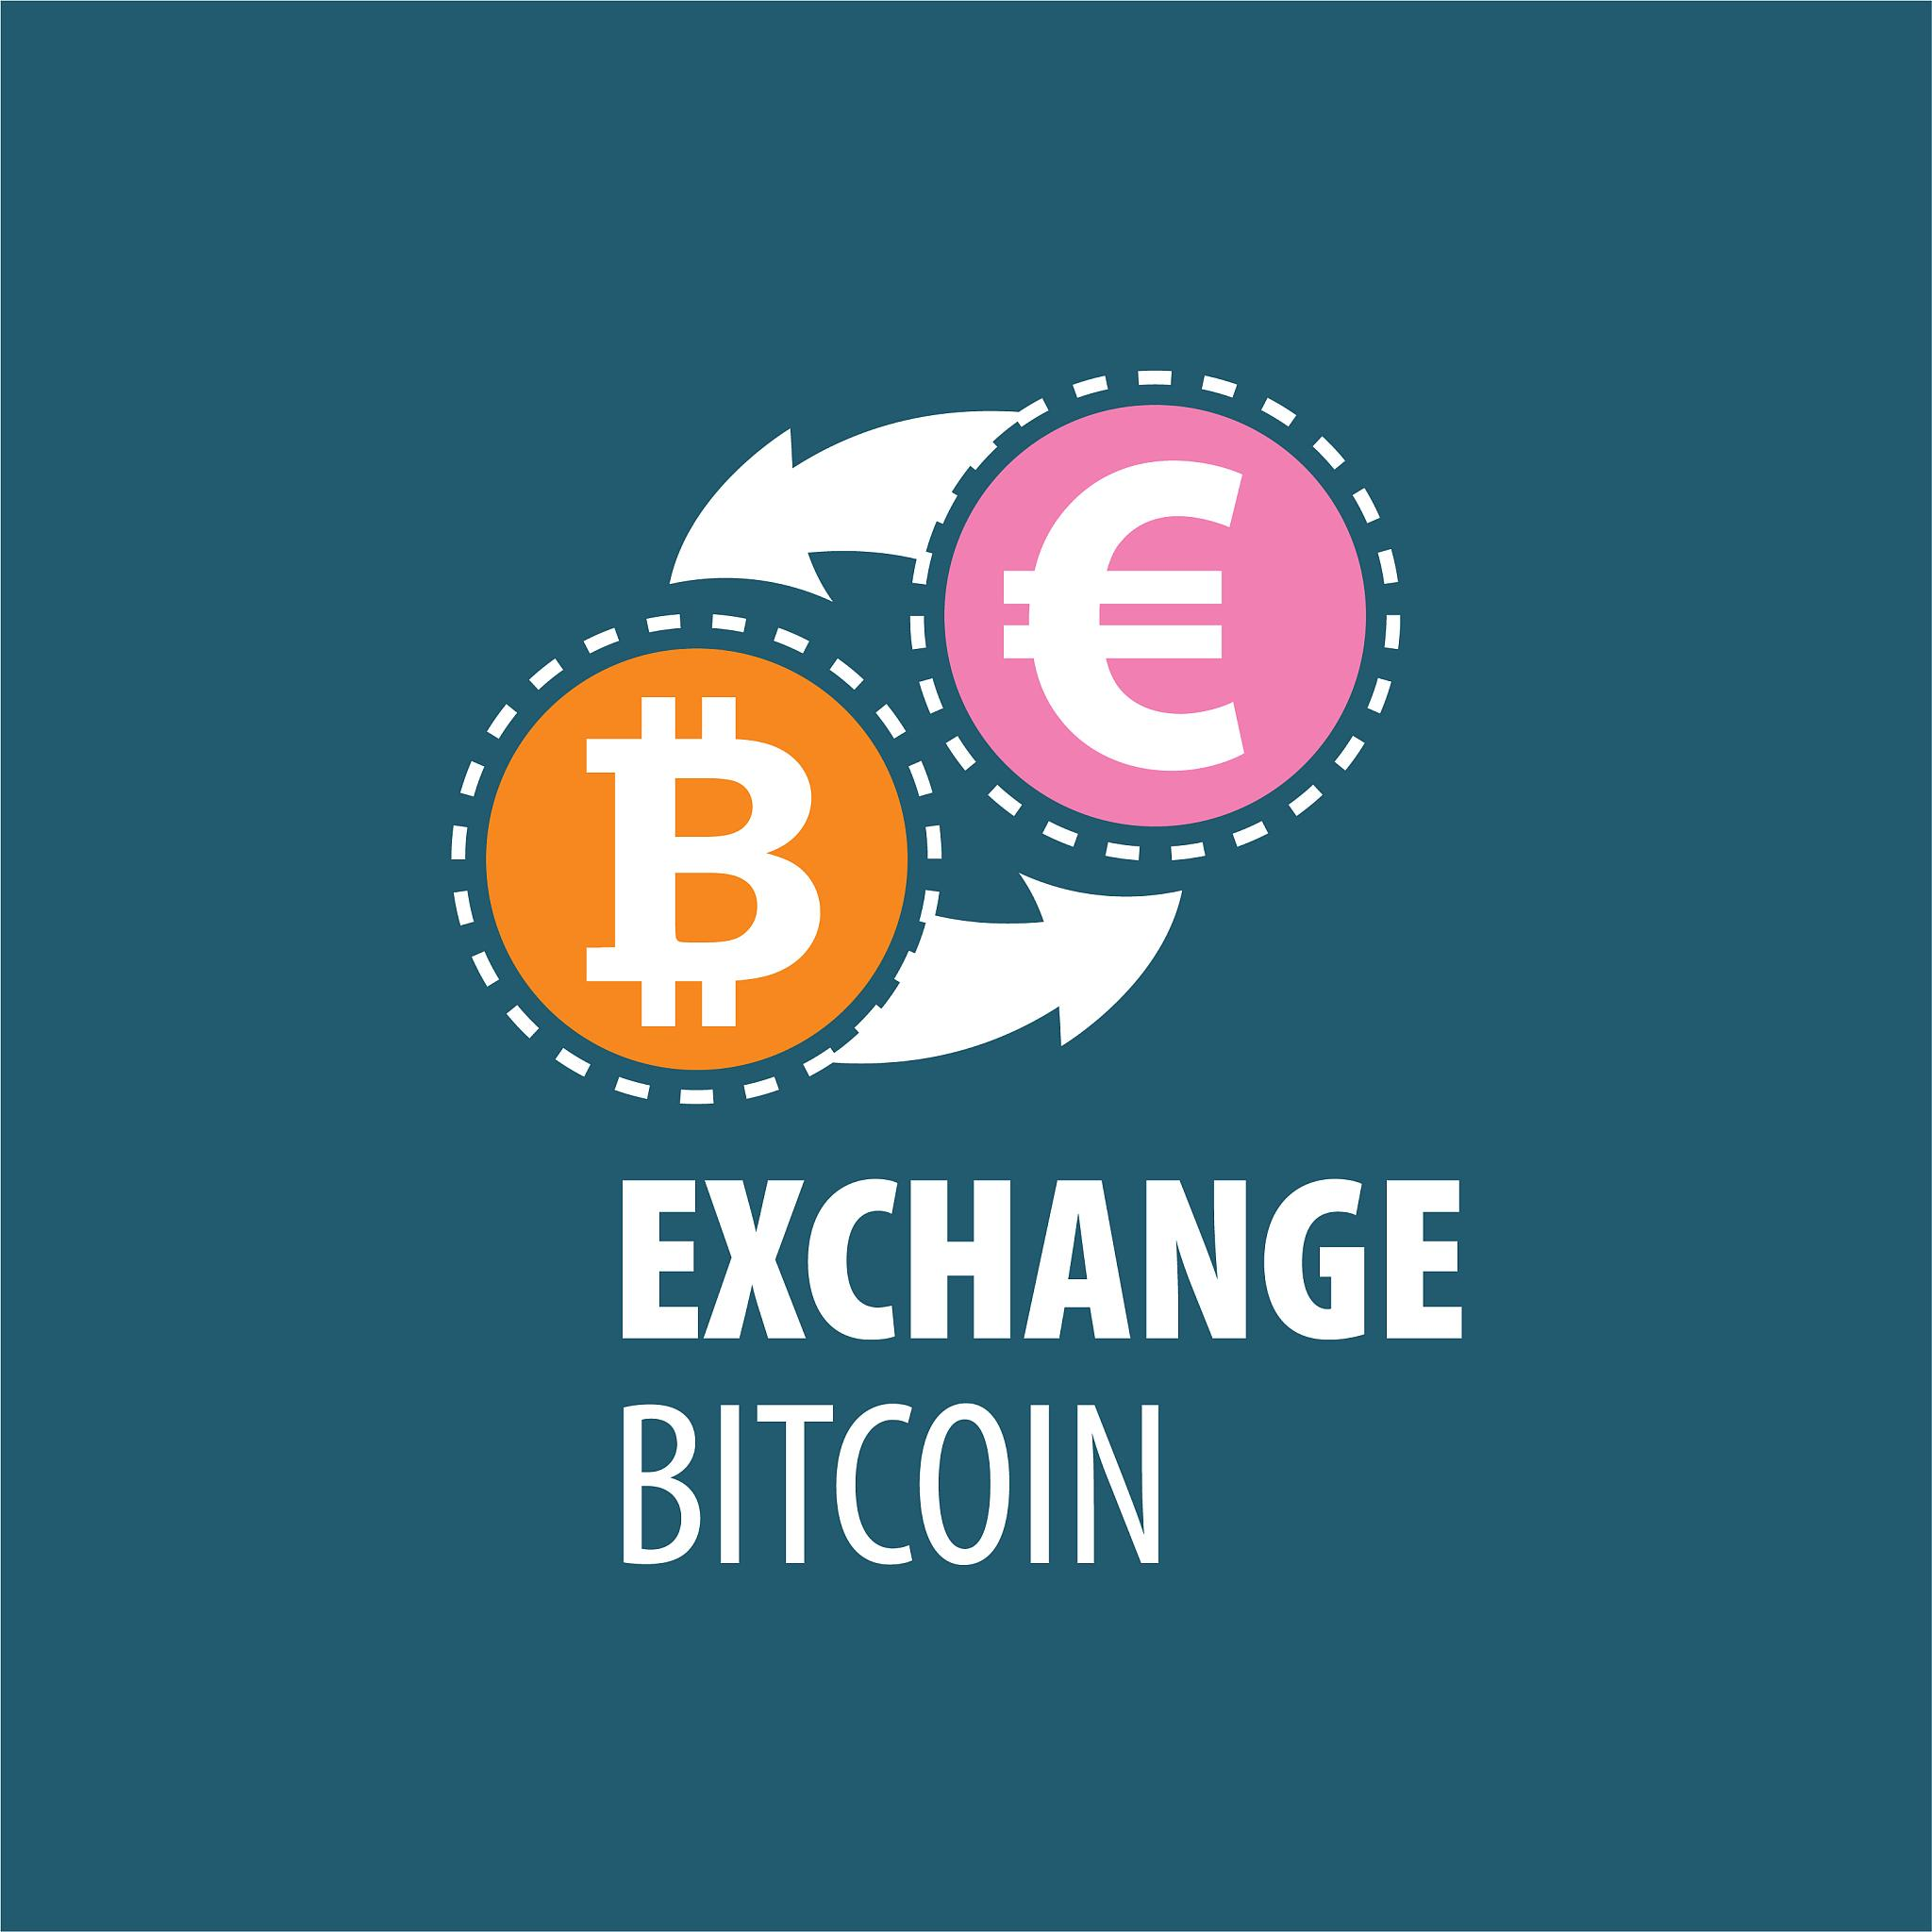 €
₿
EXCHANGE
BITCOIN